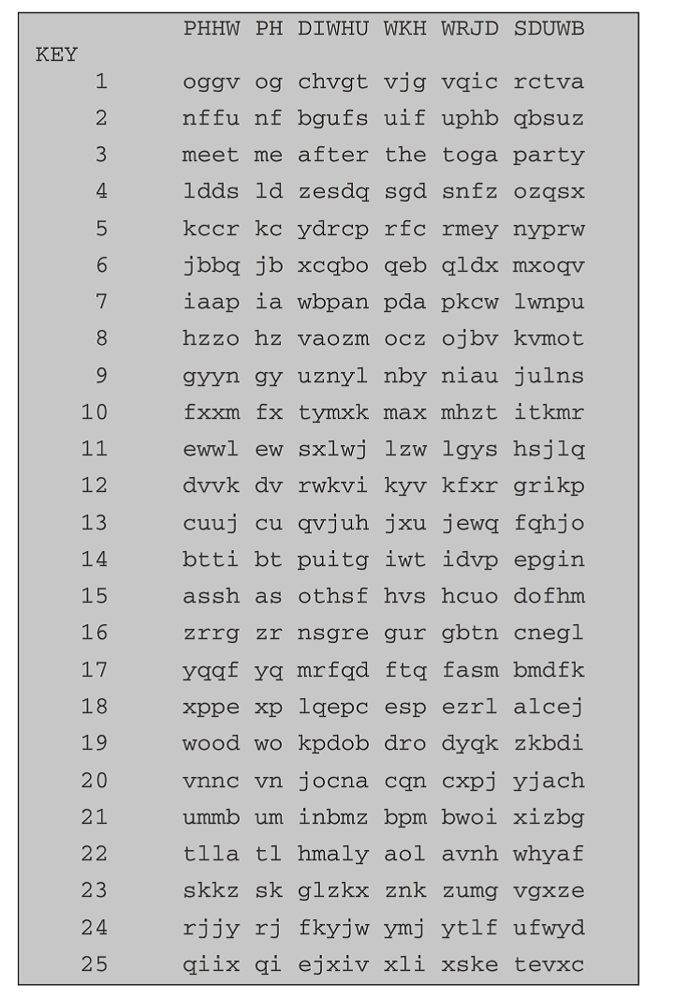 PHHW PH DIWHU WKH WRJD SDUWB
KEY
1 oggv og chvgt vjg vqic rctva
2 nffu nf bgufs uif uphb qbsuz
3 meet me after the toga party
4 ldds ld zesdq sgd snfz ozqsx
5 kccr kc ydrcp rfc rmey nyprw
6 jbbq jb xcqbo qeb qldx mxoqv
7 iaap ia wbpan pda pkcw lwnpu
8 hzzo hz vaozm ocz ojbv kvmot
9 gyyn gy uznyl nby niau julns
10 fxxm fx tymxk max mhzt itkmr
11 ewwl ew sxlwj lzw lgys hsjlq
12 dvvk dv rwkvi kyv kfxr grikp
13 cuuj cu qvjuh jxu jewq fqhjo
14 btti bt puitg iwt idvp epgin
15 assh as othsf hvs hcuo dofhm
16 zrrg zr nsgre gur gbtn cnegl
17 yqqf yq mrfqd ftq fasm bmdfk
18 xppe xp lqepc esp ezrl alcej
19 wood wo kpdob dro dyqk zkbdi
20 vnnc vn jocna cqn cxpj yjach
21 ummb um inbmz bpm bwoi xizbg
22 tlla tl hmaly aol avnh whyaf
23 skkz sk glzkx znk zumg vgxze
24 rjjy rj fkyjw ymj ytlf ufwyd
25 qiix qi ejxiv xli xske tevxc